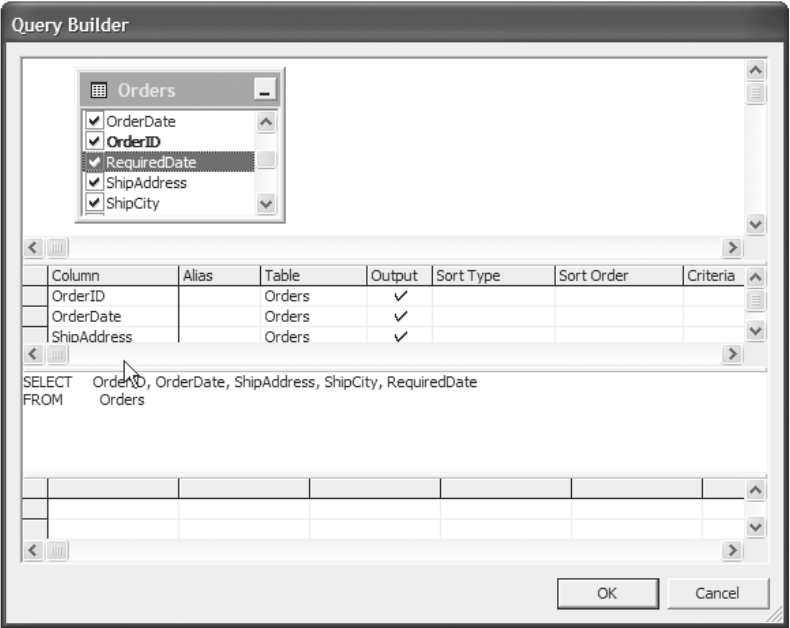 Query Builder
Orders
OrderDate
OrderID
RequiredDate
ShipAddress
ShipCity
Column Alias Table Output Sort Type Sort Order Criteria
OrderID Orders
OrderDate Orders
ShipAddress Orders
SELECT OrderID, OrderDate, ShipAddress, ShipCity, RequiredDate
FROM Orders
OK Cancel